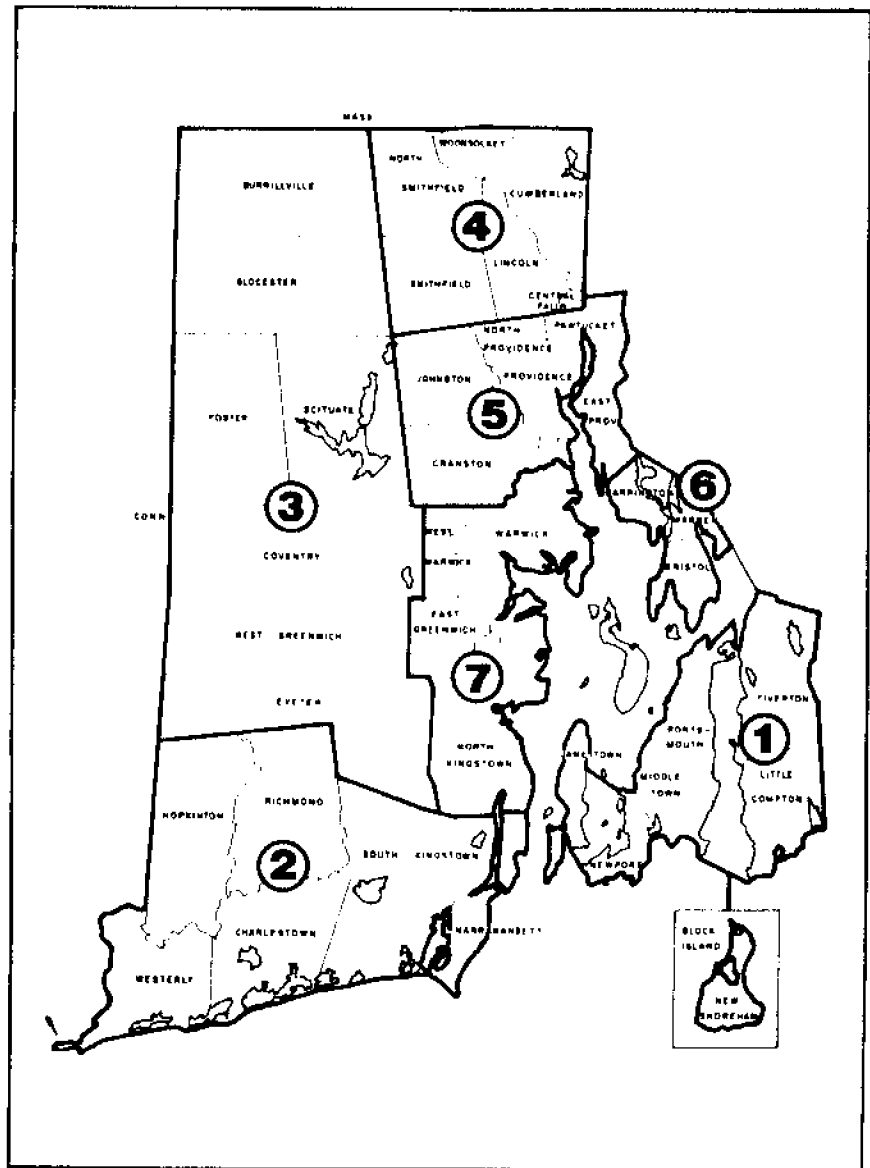 MASS
WOONSOCKET
NORTH
SMITHFIELD
BURRILLVILLE
CUMBERLAND
4
LINCOLN
GLOCESTER
SMITHFIELD
CENTRAL
FALLS
NORTH
PROVIDENCE
PAWTUCKET
JOHNSTON
PROVIDENCE
EAST
PROV
SCITUATE
FOSTER
5
CRANSTON
6
BARRINGTON
WARREN
3
CONN
WEST
WARWICK
WARWICK
COVENTRY
BRISTOL
EAST
GREENWICH
WEST GREENWICH
7
EXETER
TIVERTON
PORTS-
MOUTH
1
NORTH
KINGSTOWN
JAMESTOWN
MIDDLE
TOWN
LITTLE
COMPTON
HOPKINTON
RICHMOND
2
SOUTH KINGSTOWN
NEWPORT
CHARLESTOWN
NARRAGANSETT
WESTERLY
BLOCK
ISLAND
NEW
SHOREHAM